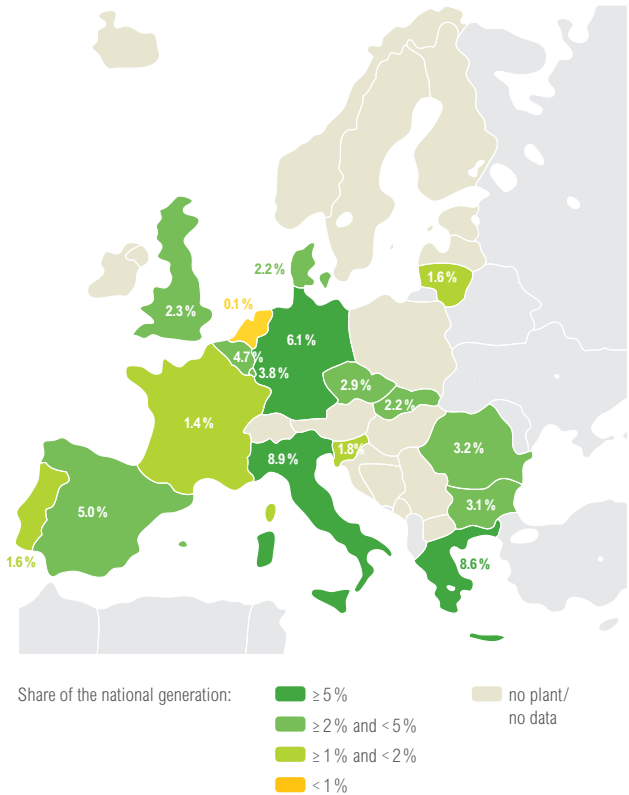 2.2 %
1.6 %
0.1 %
2.3 %
6.1 %
4.7 %
3.8 %
2.9 %
2.2 %
1.4 %
1.8%
3.2 %
8.9 %
5.0 %
3.1 %
1.6 %
8.6 %
Share of the national generation:
≥ 5 %
≥ 2 % and < 5 %
≥ 1 % and < 2 %
< 1 %
no plant/
no data